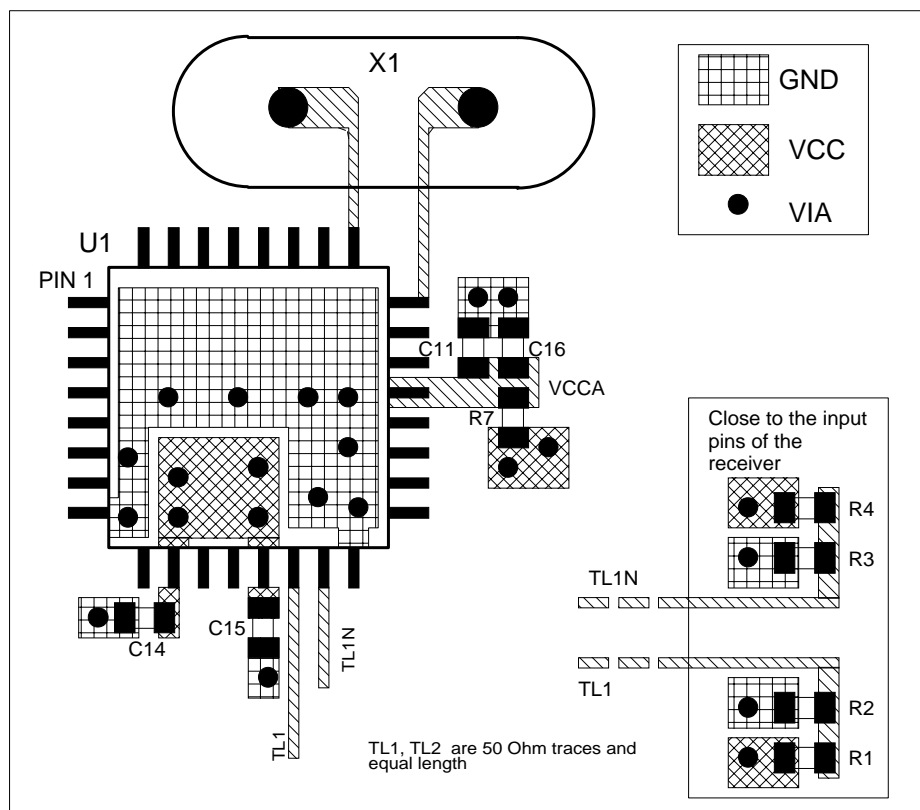 X1
GND
VCC
VIA
U1
PIN 1
C11
C16
VCCA
R7
Close to the input
pins of the
receiver
R4
R3
TL1N
TL1
R2
R1
C14
C15
TL1
TL1N
TL1, TL2 are 50 Ohm traces and
equal length